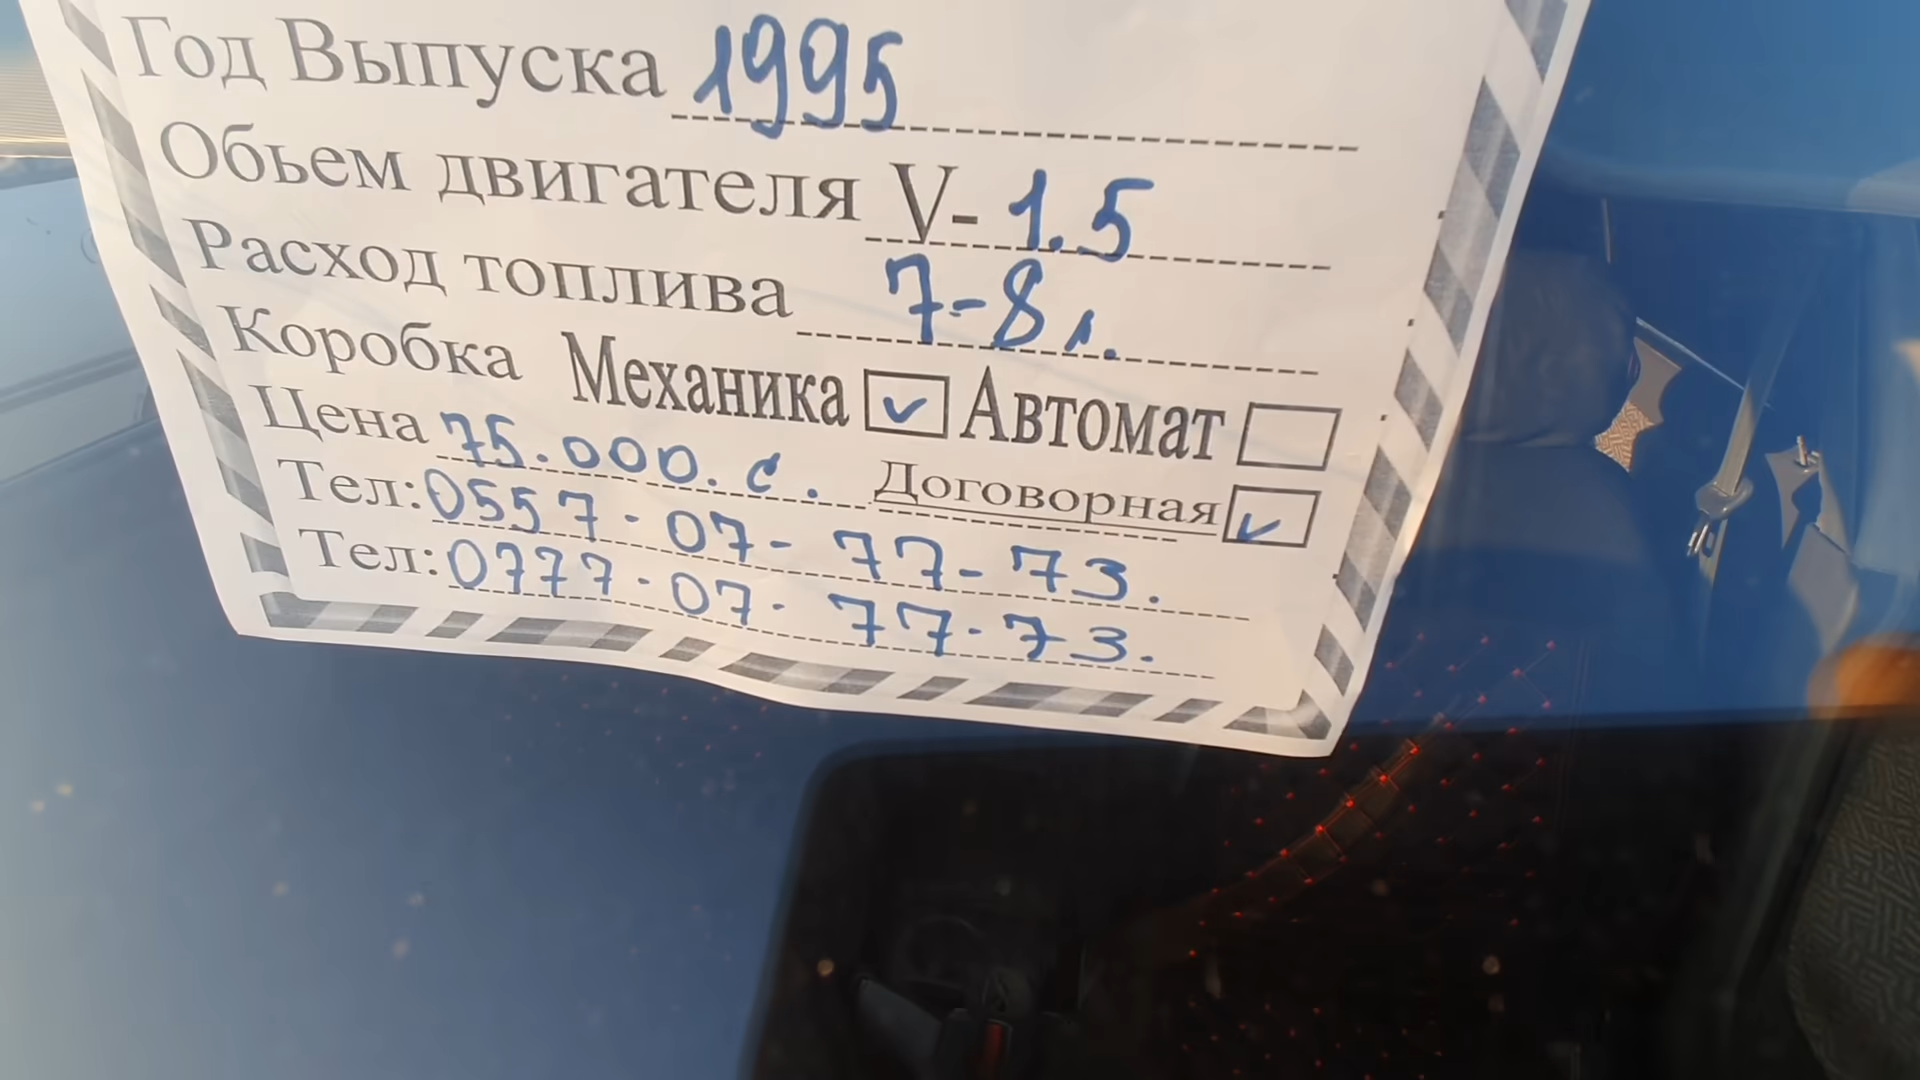 Год Выпуска 1995
Обьем двигателя V-1.5
Расход топлива 7-8 л.
Коробка Механика ✓ Автомат
Цена 75.000. с. Договорная ✓
Тел: 0557-07-77-73.
Тел: 0777-07-77-73.